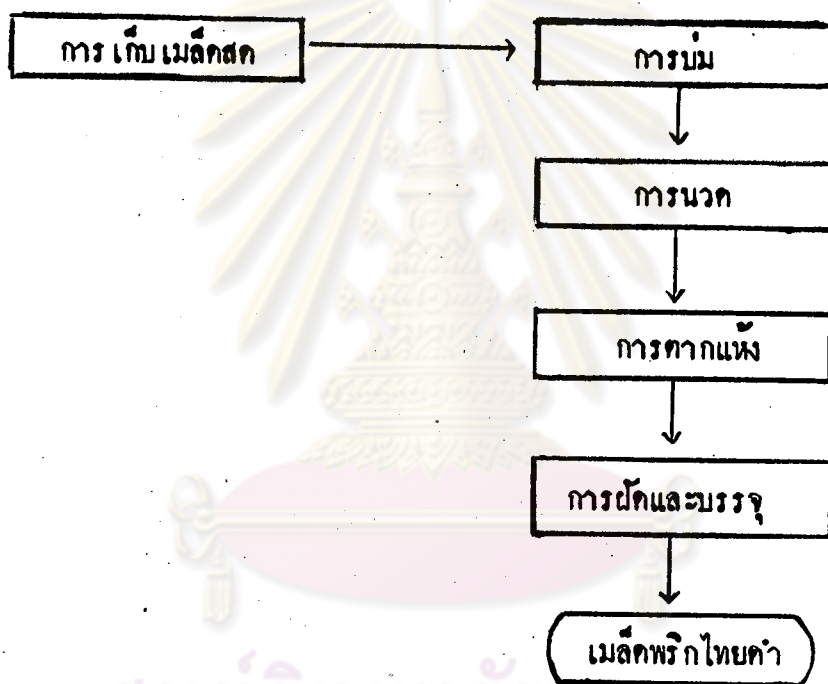 การเก็บเมล็ดสด
การบ่ม
การนวด
การตากแห้ง
การฝัดและบรรจุ
เมล็ดพริกไทยดำ